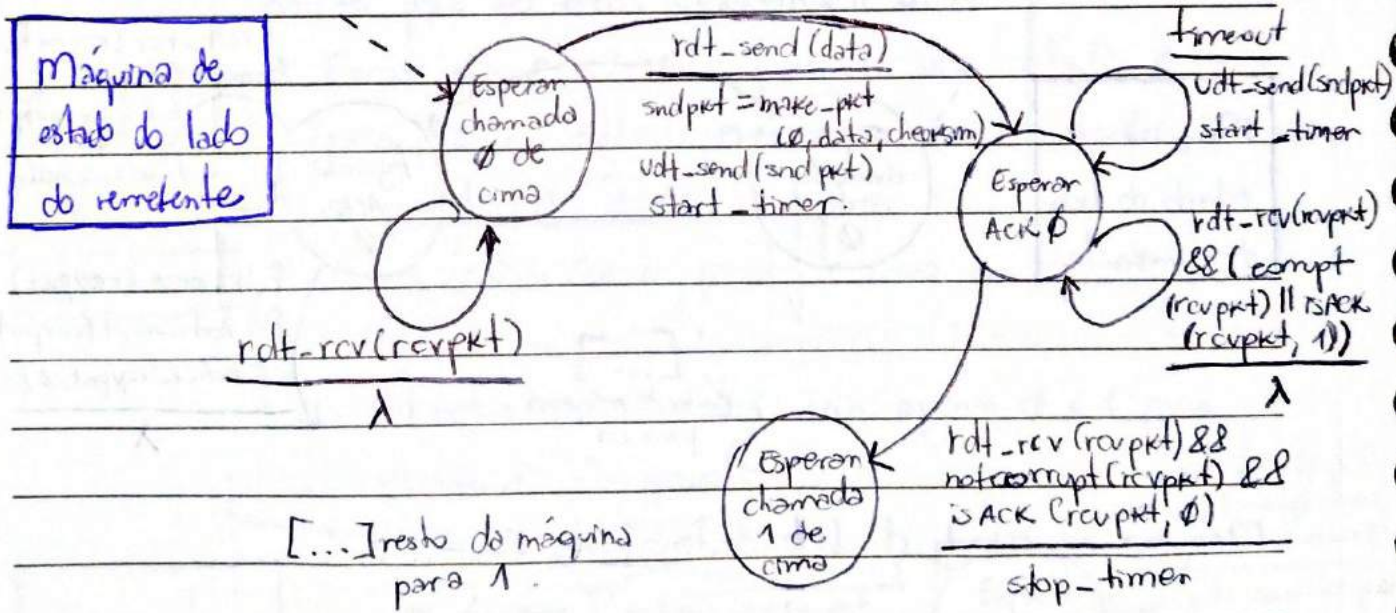 Máquina de
estado do lado
do remetente
Esperar
chamada
Ø de
cima
rdt_send(data)
sndpkt = make_pkt
(Ø, data, checksm)
udt_send(sndpkt)
start_timer.
timeout
udt_send(sndpkt)
start_timer
Esperar
ACK Ø
rdt_rcv(rcvpkt)
&& ( corrupt
(rcvpkt) || isACK
(rcvpkt, 1))
λ
rdt_rcv(rcvpkt)
λ
Esperar
chamada
1 de
cima
rdt_rcv(rcvpkt) &&
notcorrupt(rcvpkt) &&
isACK (rcvpkt, Ø)
stop_timer
[...] resto da máquina
para 1.